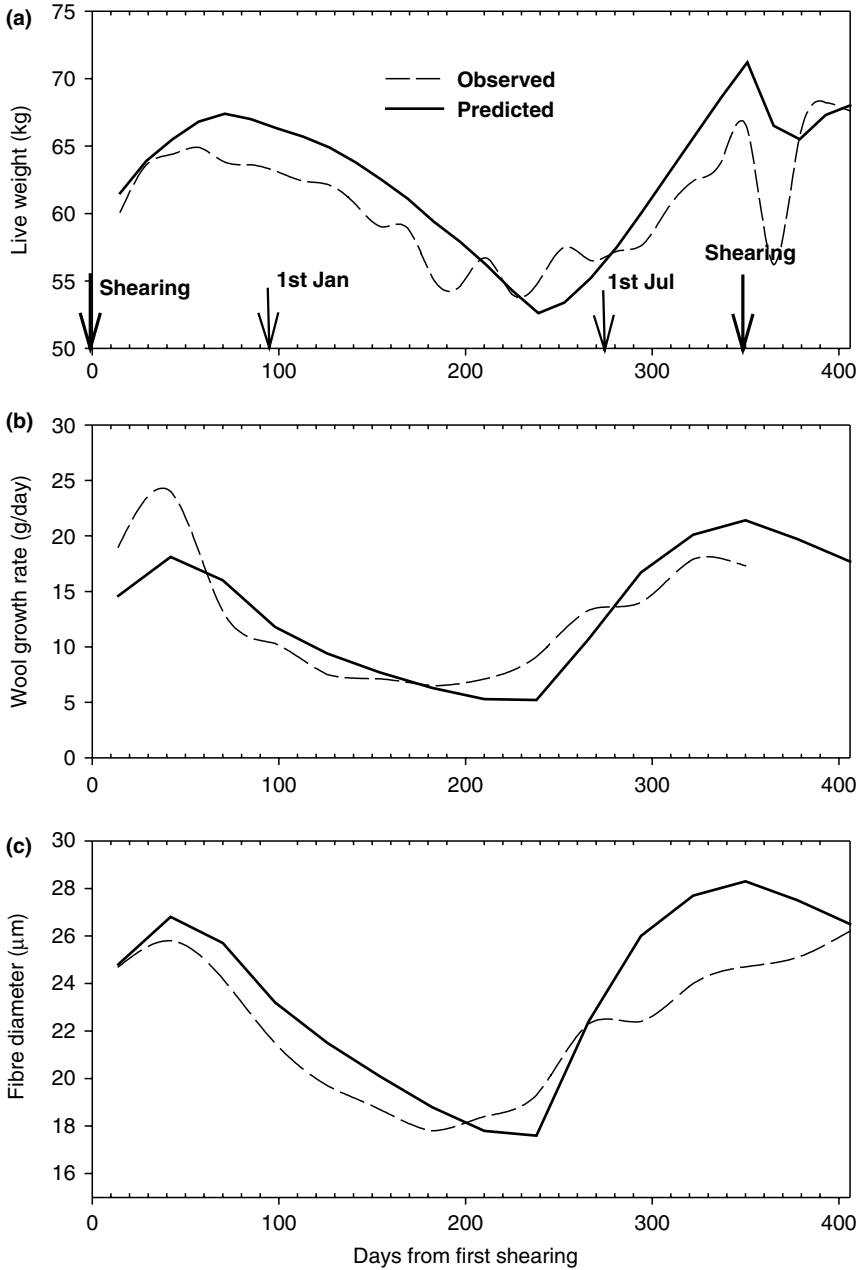 (a)
75
70
65
60
55
50
Live weight (kg)
Observed
Predicted
Shearing
1st Jan
1st Jul
Shearing
0 100 200 300 400
(b)
30
25
20
15
10
5
0
Wool growth rate (g/day)
0 100 200 300 400
(c)
30
28
26
24
22
20
18
16
Fibre diameter (μm)
0 100 200 300 400
Days from first shearing